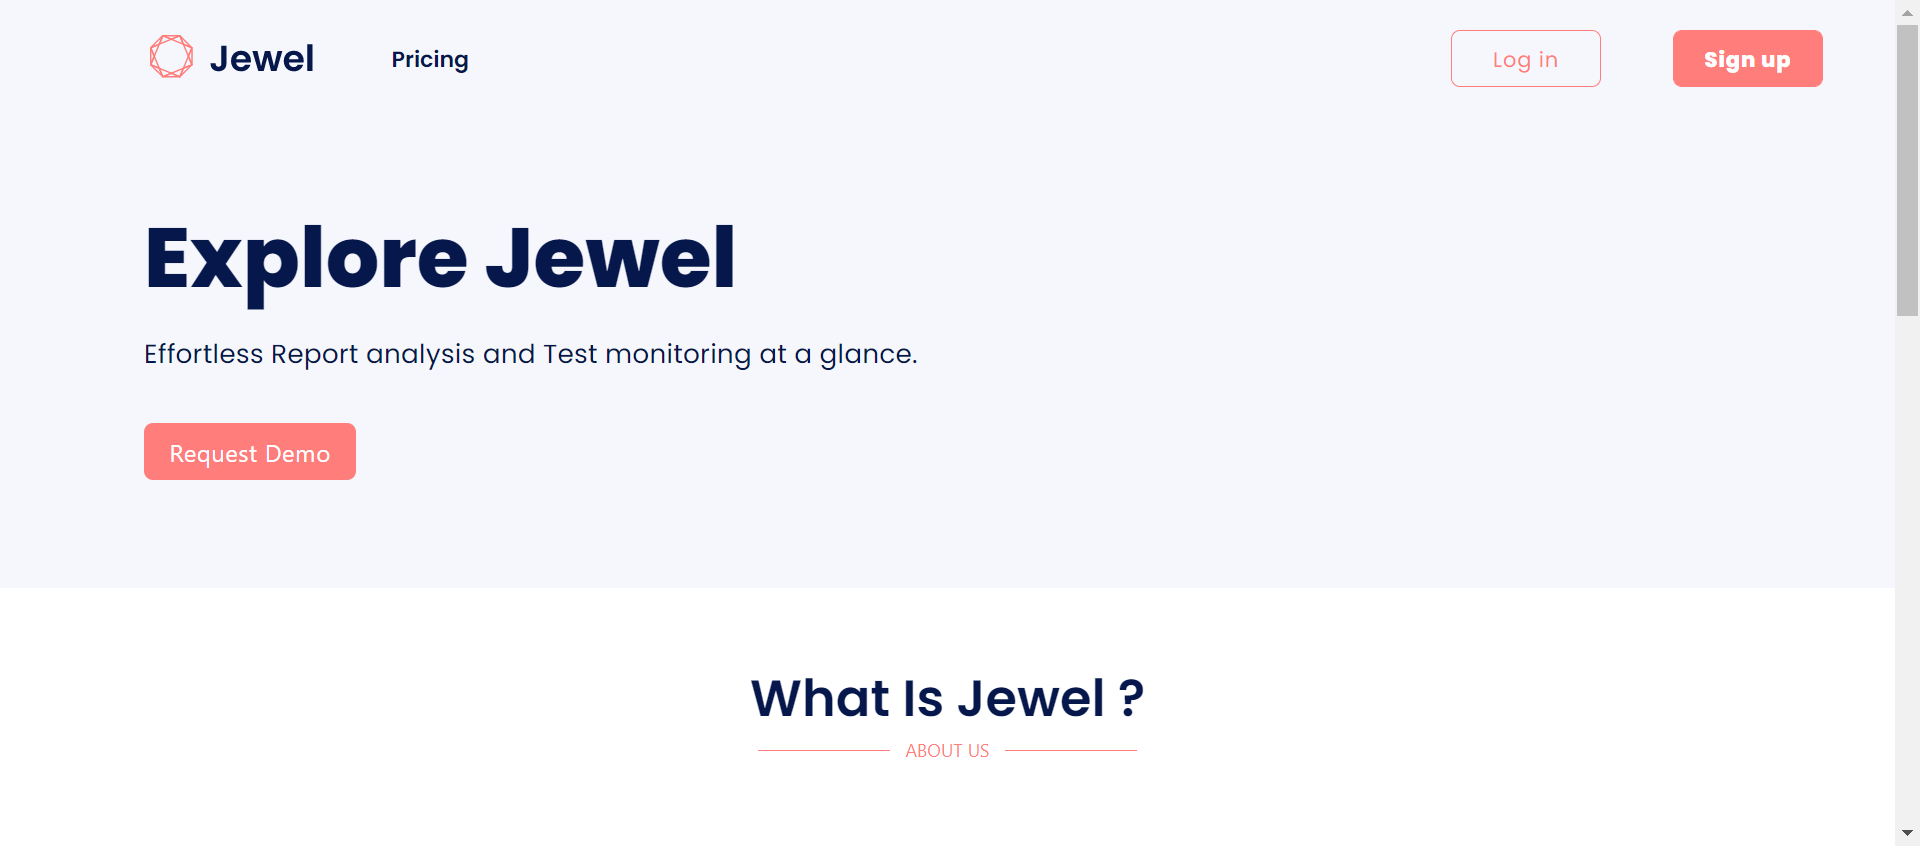 Jewel
Pricing
Log in
Sign up
Explore Jewel
Effortless Report analysis and Test monitoring at a glance.
Request Demo
What Is Jewel ?
ABOUT US